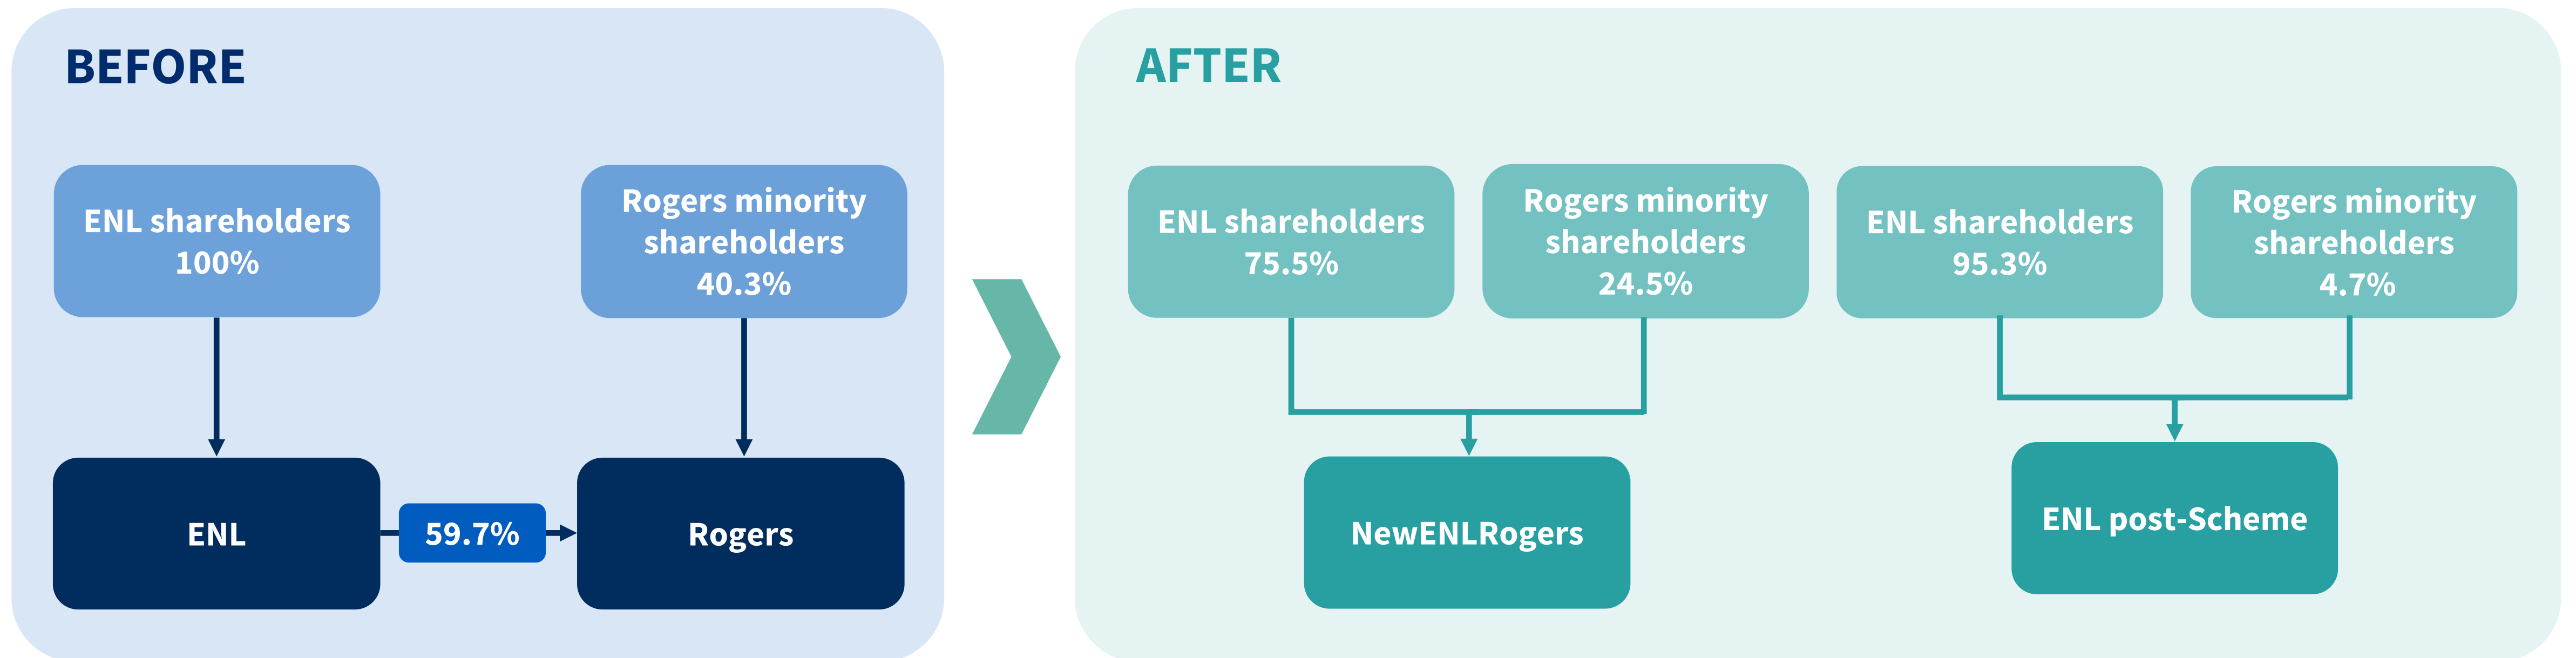 BEFORE
ENL shareholders
100%
Rogers minority
shareholders
40.3%
ENL
59.7%
Rogers
AFTER
ENL shareholders
75.5%
Rogers minority
shareholders
24.5%
ENL shareholders
95.3%
Rogers minority
shareholders
4.7%
NewENLRogers
ENL post-Scheme